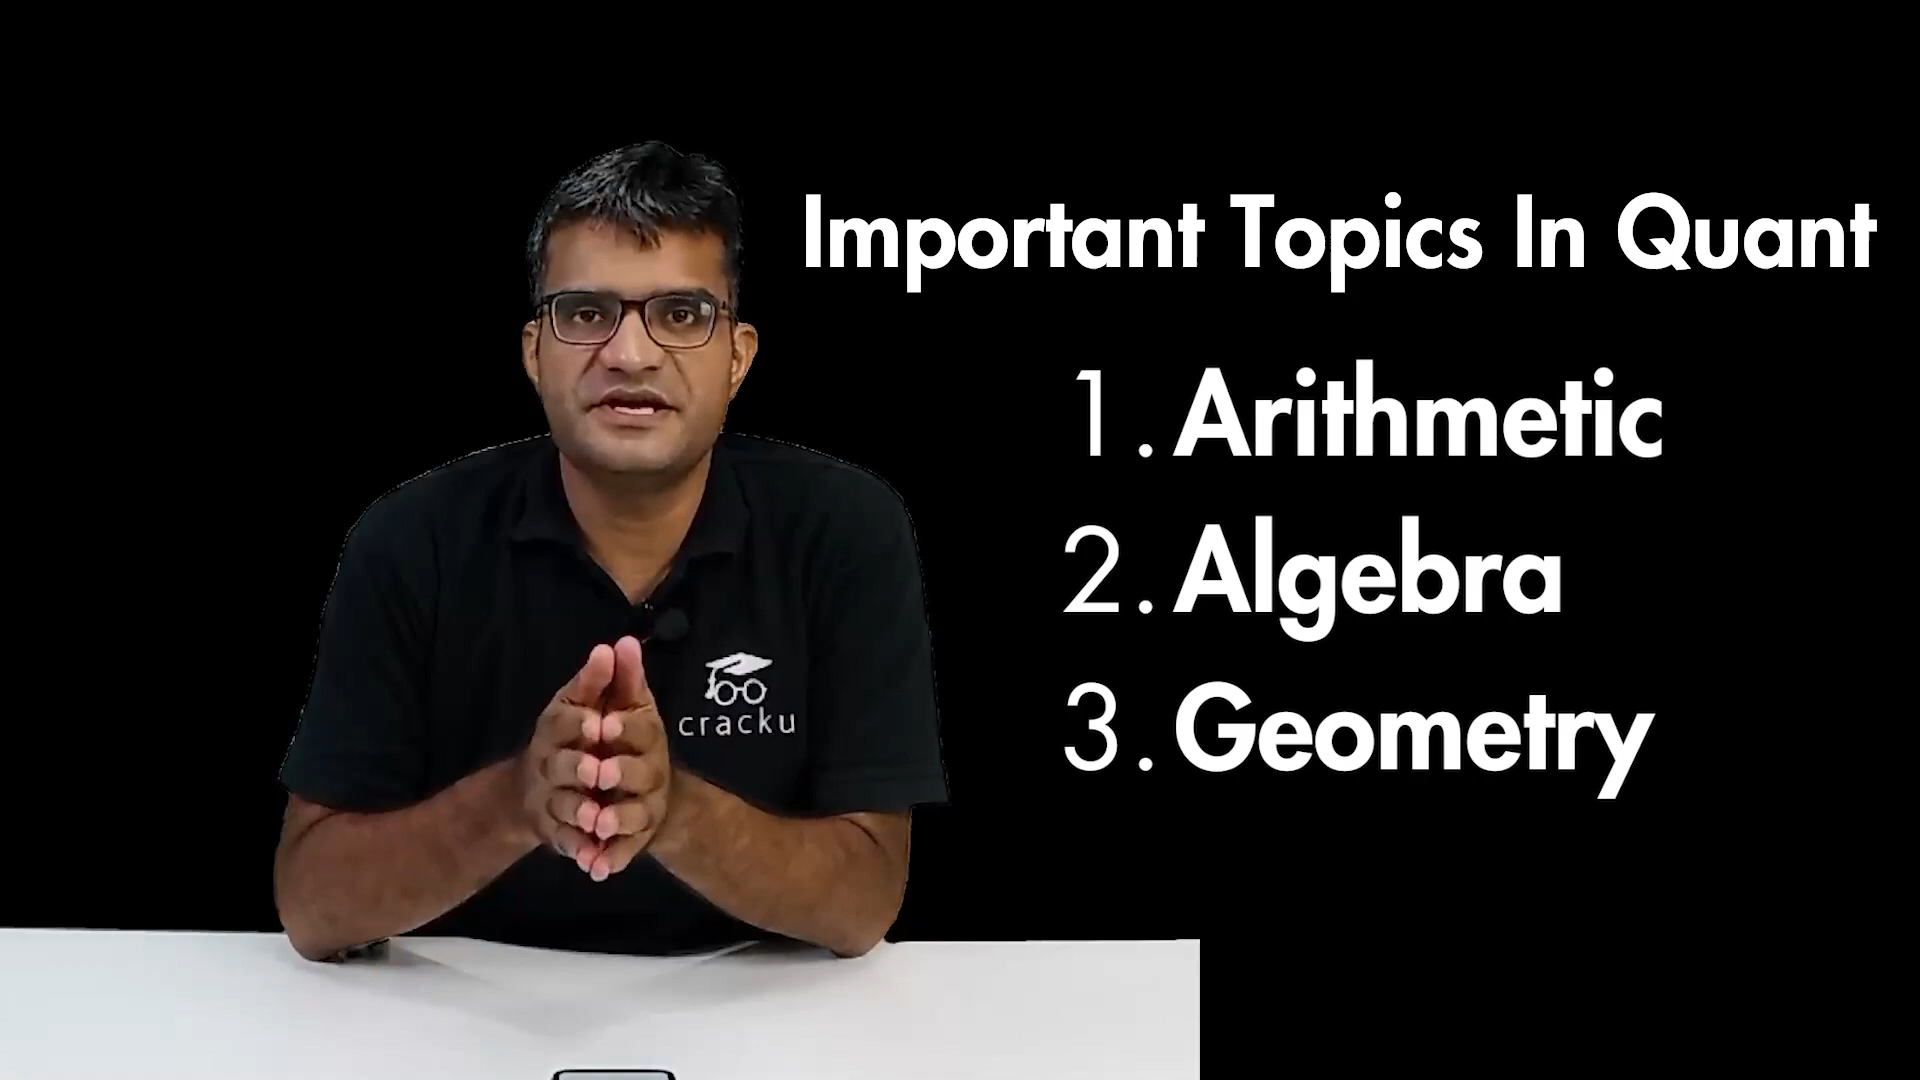 Important Topics In Quant
1. Arithmetic
2. Algebra
3. Geometry
cracku